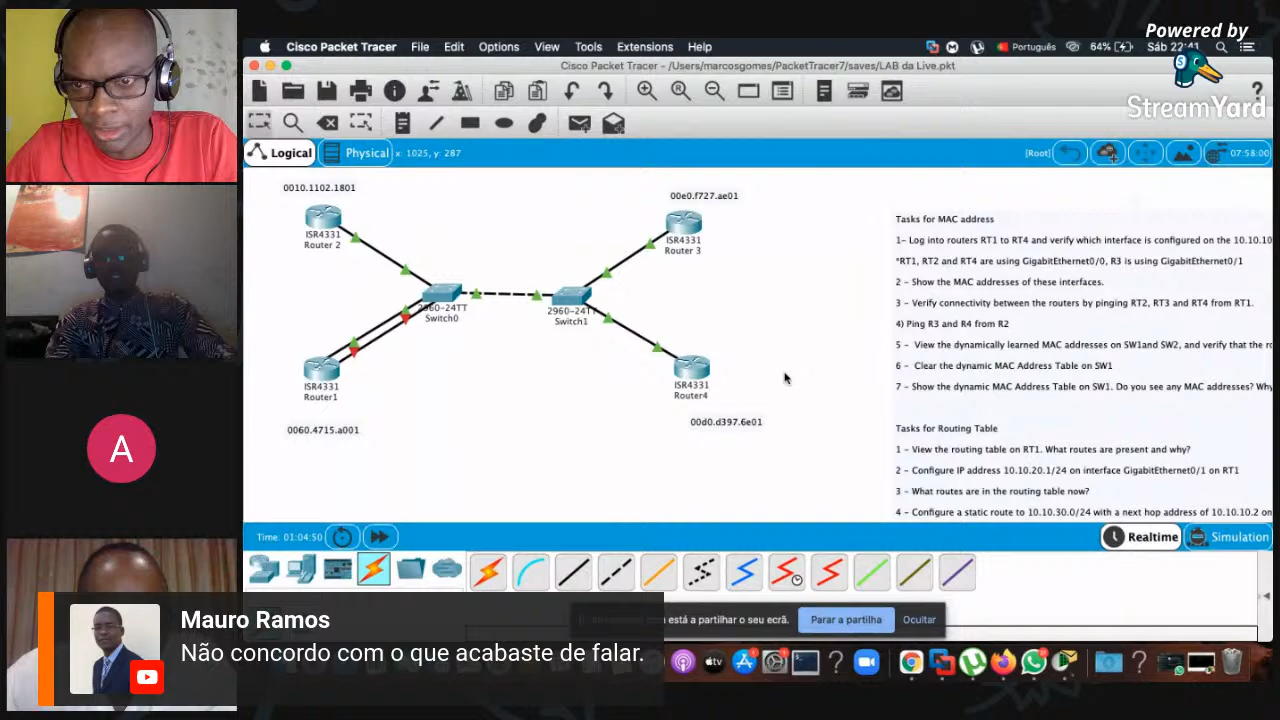 Powered by
StreamYard
Cisco Packet Tracer File Edit Options View Tools Extensions Window Help
Português 64% Sáb 22:41
Cisco Packet Tracer - /Users/marcosgomes/PacketTracer7/saves/LAB da Live.pkt
Logical Physical x: 1025, y: 287
[Root] 07:58:00
0010.1102.1801
00e0.f727.ae01
ISR4331
Router 2
ISR4331
Router 3
2960-24TT
Switch0
2960-24TT
Switch1
ISR4331
Router1
ISR4331
Router4
0060.4715.a001
00d0.d397.6e01
Tasks for MAC address
1- Log into routers RT1 to RT4 and verify which interface is configured on the 10.10.10
*RT1, RT2 and RT4 are using GigabitEthernet0/0, R3 is using GigabitEthernet0/1
2 - Show the MAC addresses of these interfaces.
3 - Verify connectivity between the routers by pinging RT2, RT3 and RT4 from RT1.
4) Ping R3 and R4 from R2
5 - View the dynamically learned MAC addresses on SW1and SW2, and verify that the ro
6 - Clear the dynamic MAC Address Table on SW1
7 - Show the dynamic MAC Address Table on SW1. Do you see any MAC addresses? Why
Tasks for Routing Table
1 - View the routing table on RT1. What routes are present and why?
2 - Configure IP address 10.10.20.1/24 on interface GigabitEthernet0/1 on RT1
3 - What routes are in the routing table now?
4 - Configure a static route to 10.10.30.0/24 with a next hop address of 10.10.10.2 on
Time: 01:04:50
Realtime Simulation
A
está a partilhar o seu ecrã. Parar a partilha Ocultar
Mauro Ramos
Não concordo com o que acabaste de falar.
tv